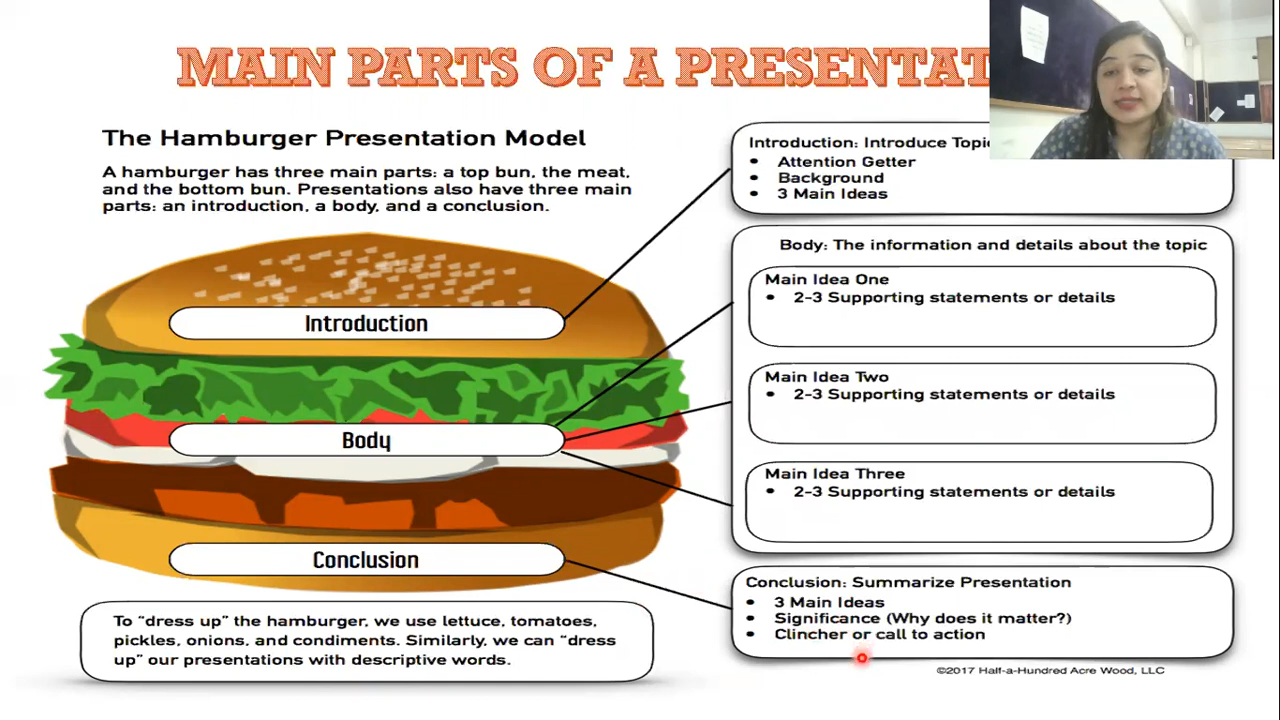 MAIN PARTS OF A PRESENTAT
The Hamburger Presentation Model
A hamburger has three main parts: a top bun, the meat,
and the bottom bun. Presentations also have three main
parts: an introduction, a body, and a conclusion.
Introduction
Body
Conclusion
To “dress up” the hamburger, we use lettuce, tomatoes,
pickles, onions, and condiments. Similarly, we can “dress
up” our presentations with descriptive words.
Introduction: Introduce Topic
• Attention Getter
• Background
• 3 Main Ideas
Body: The information and details about the topic
Main Idea One
• 2-3 Supporting statements or details
Main Idea Two
• 2-3 Supporting statements or details
Main Idea Three
• 2-3 Supporting statements or details
Conclusion: Summarize Presentation
• 3 Main Ideas
• Significance (Why does it matter?)
• Clincher or call to action
©2017 Half-a-Hundred Acre Wood, LLC